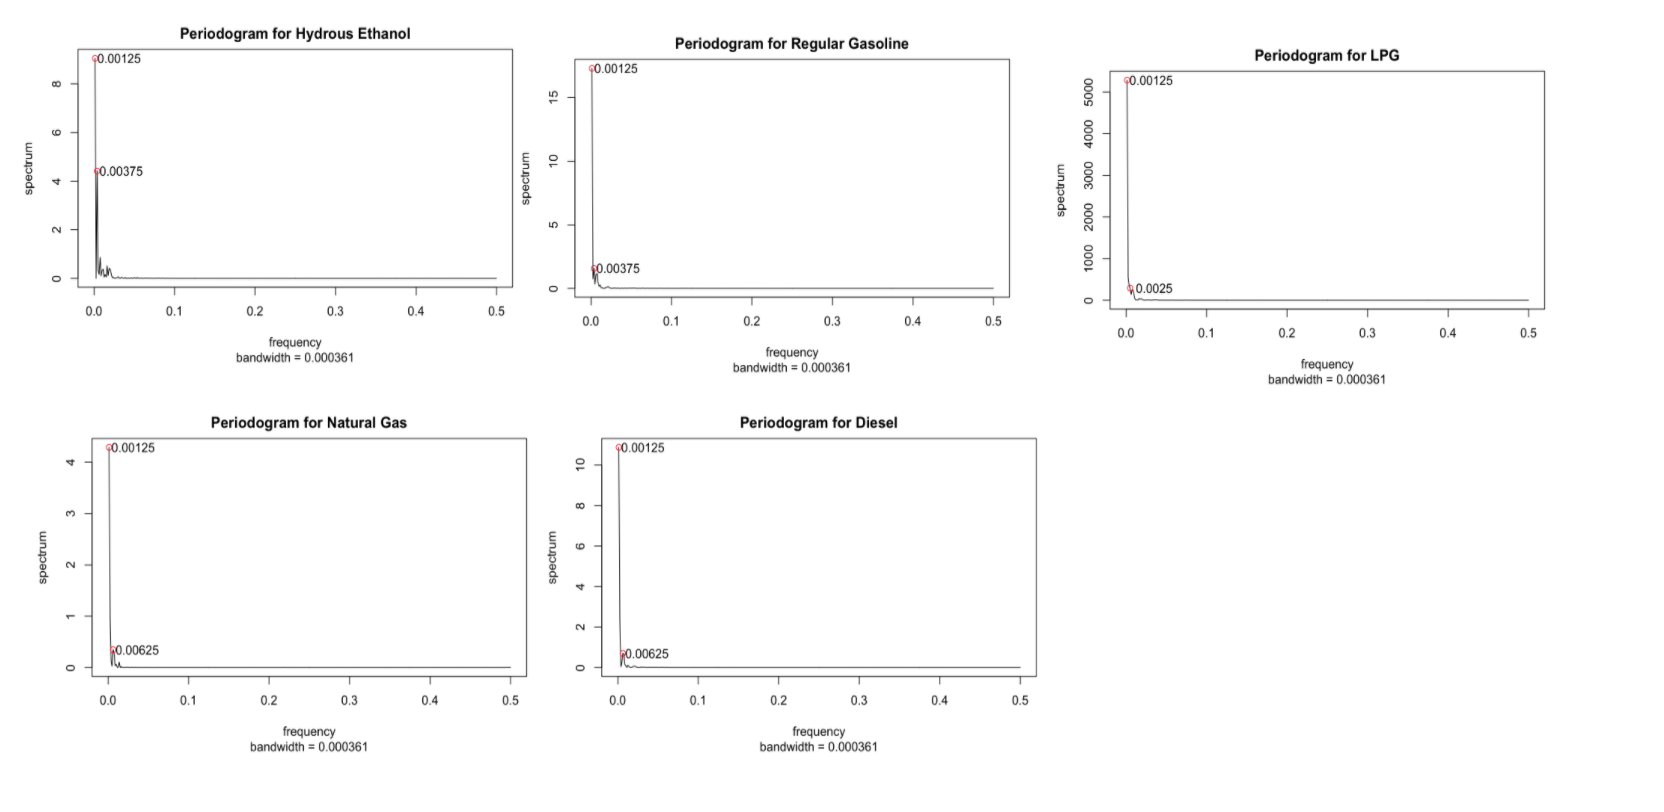 Periodogram for Hydrous Ethanol
0.00125
0.00375
spectrum
8
6
4
2
0
0.0 0.1 0.2 0.3 0.4 0.5
frequency
bandwidth = 0.000361
Periodogram for Regular Gasoline
0.00125
0.00375
spectrum
15
10
5
0
0.0 0.1 0.2 0.3 0.4 0.5
frequency
bandwidth = 0.000361
Periodogram for LPG
0.00125
0.0025
spectrum
5000
4000
3000
2000
1000
0
0.0 0.1 0.2 0.3 0.4 0.5
frequency
bandwidth = 0.000361
Periodogram for Natural Gas
0.00125
0.00625
spectrum
4
3
2
1
0
0.0 0.1 0.2 0.3 0.4 0.5
frequency
bandwidth = 0.000361
Periodogram for Diesel
0.00125
0.00625
spectrum
10
8
6
4
2
0
0.0 0.1 0.2 0.3 0.4 0.5
frequency
bandwidth = 0.000361